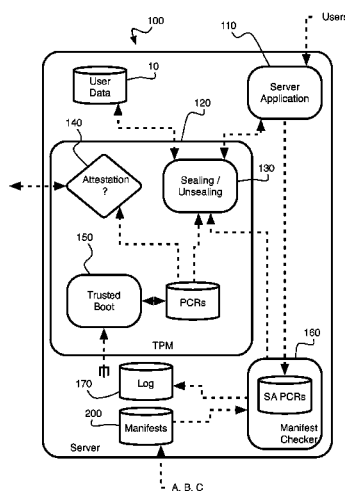 100
110
Users
10
User
Data
Server
Application
120
140
130
Attestation
?
Sealing /
Unsealing
150
Trusted
Boot
PCRs
160
TPM
170
Log
SA PCRs
200
Manifests
Manifest
Checker
Server
A, B, C